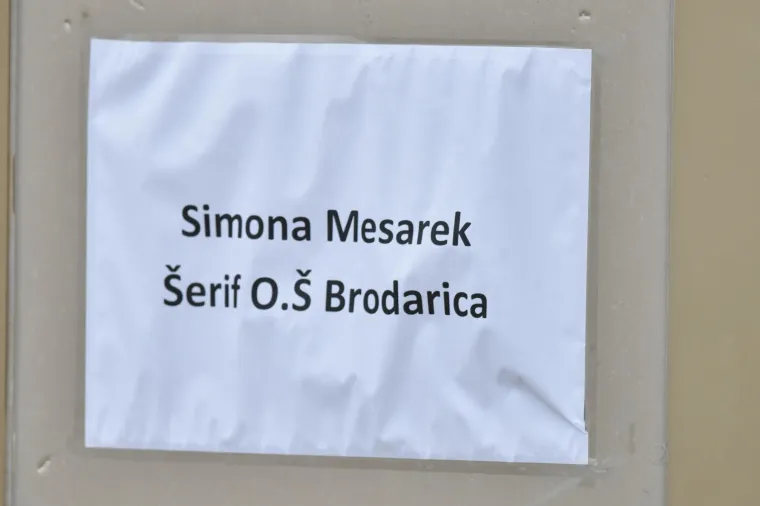 Simona Mesarek
Šerif O.Š Brodarica